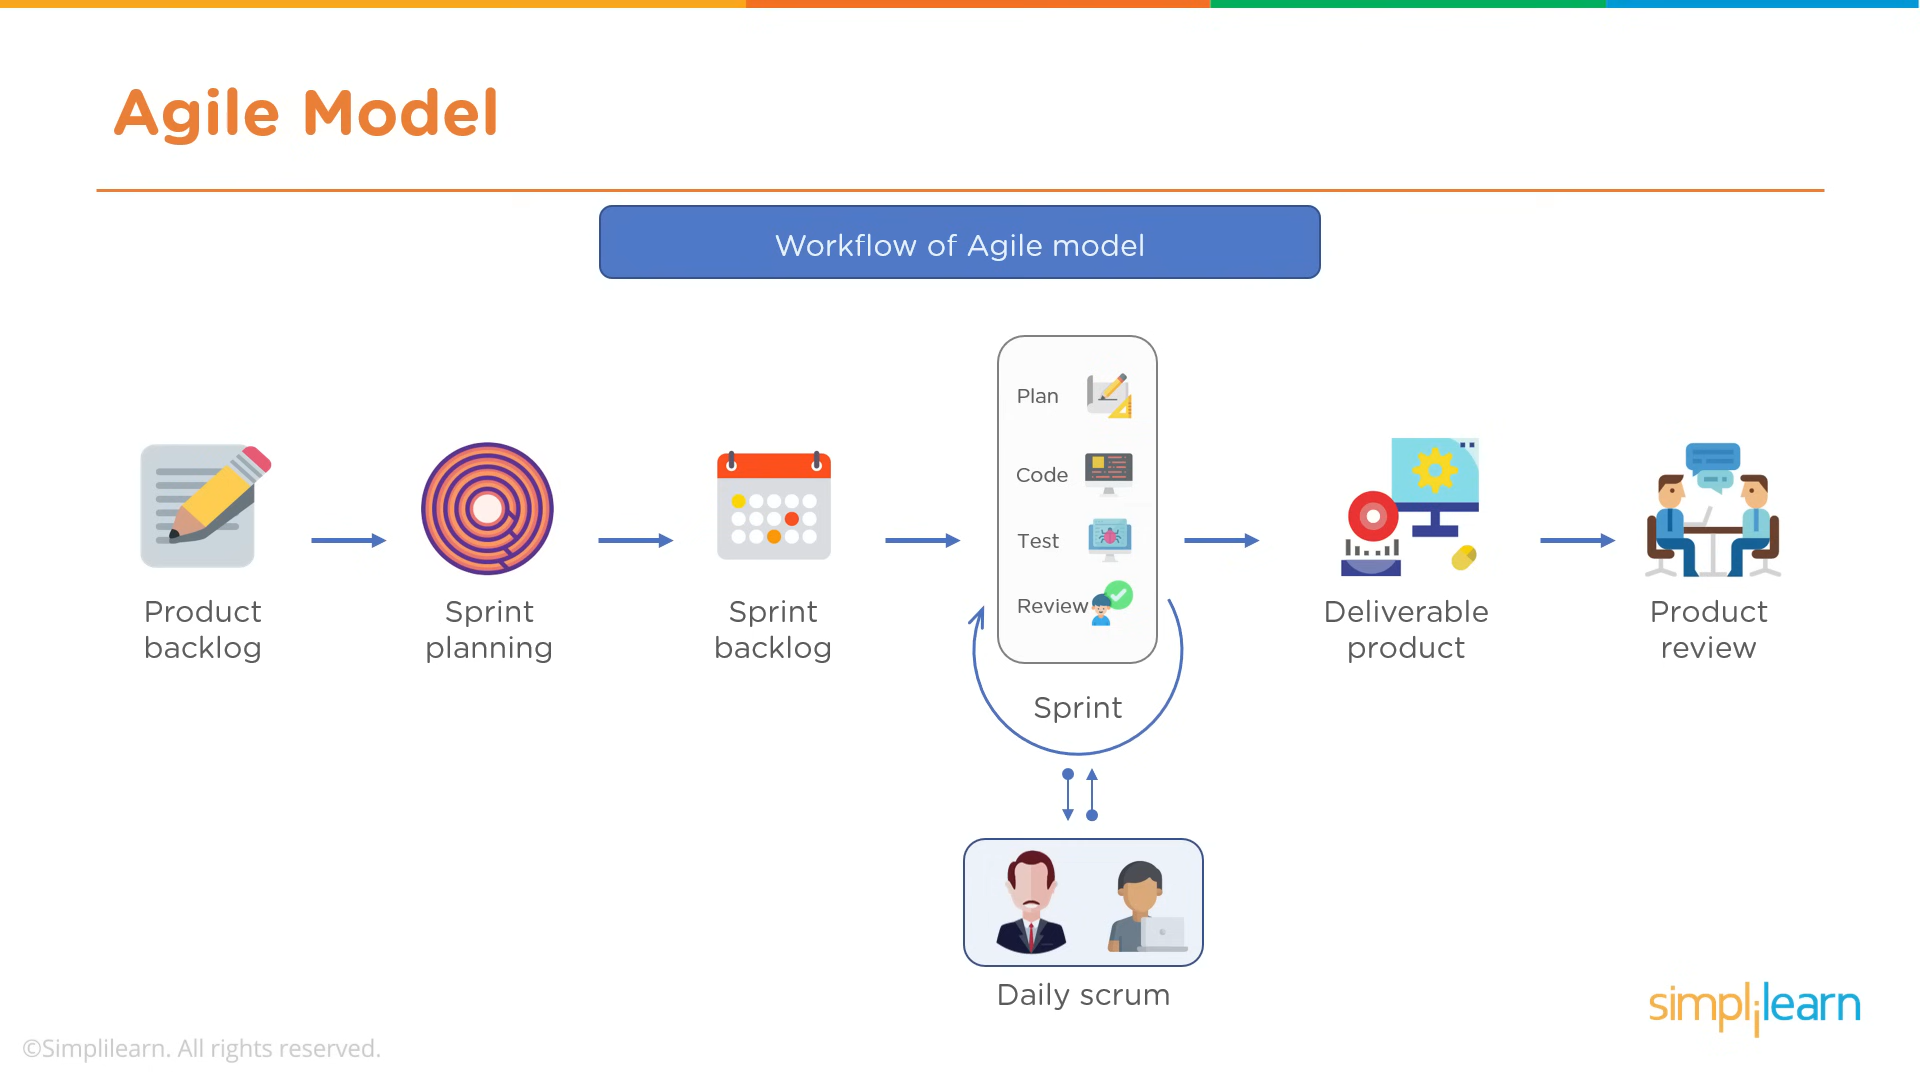 Agile Model
Workflow of Agile model
Product
backlog
Sprint
planning
Sprint
backlog
Plan
Code
Test
Review
Sprint
Daily scrum
Deliverable
product
Product
review
simplilearn
©Simplilearn. All rights reserved.